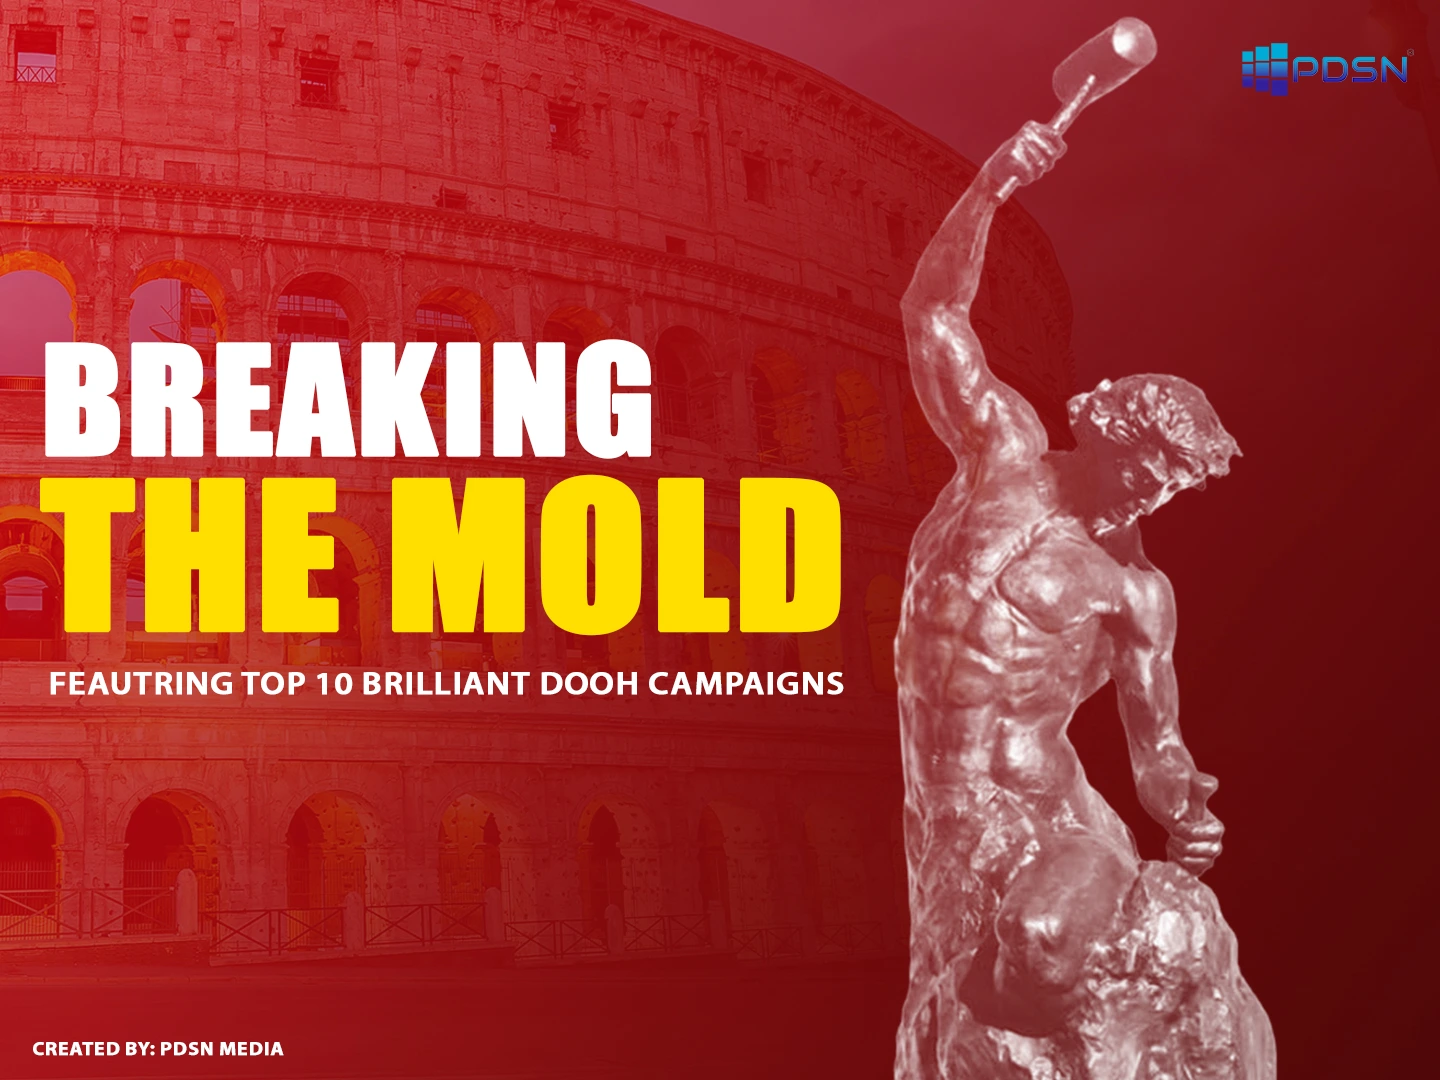 PDSN®
BREAKING
THE MOLD
FEAUTRING TOP 10 BRILLIANT DOOH CAMPAIGNS
CREATED BY: PDSN MEDIA